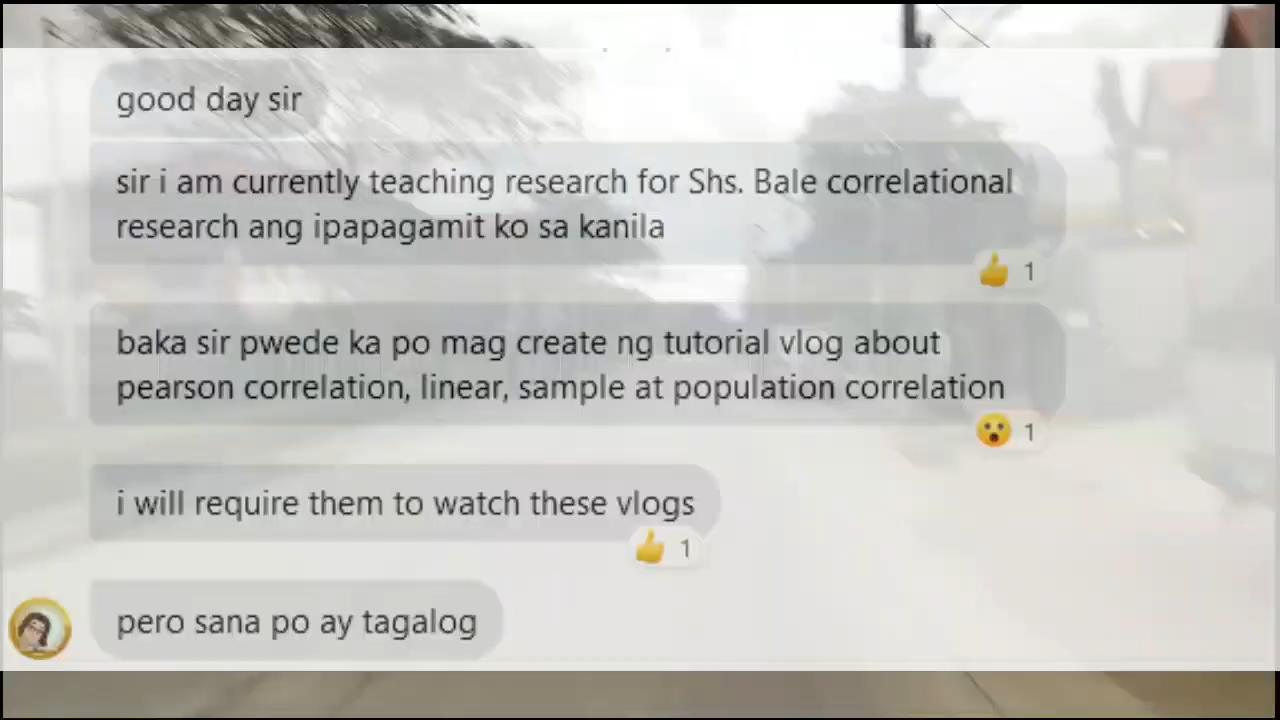 good day sir
sir i am currently teaching research for Shs. Bale correlational
research ang ipapagamit ko sa kanila
1
baka sir pwede ka po mag create ng tutorial vlog about
pearson correlation, linear, sample at population correlation
1
i will require them to watch these vlogs
1
pero sana po ay tagalog